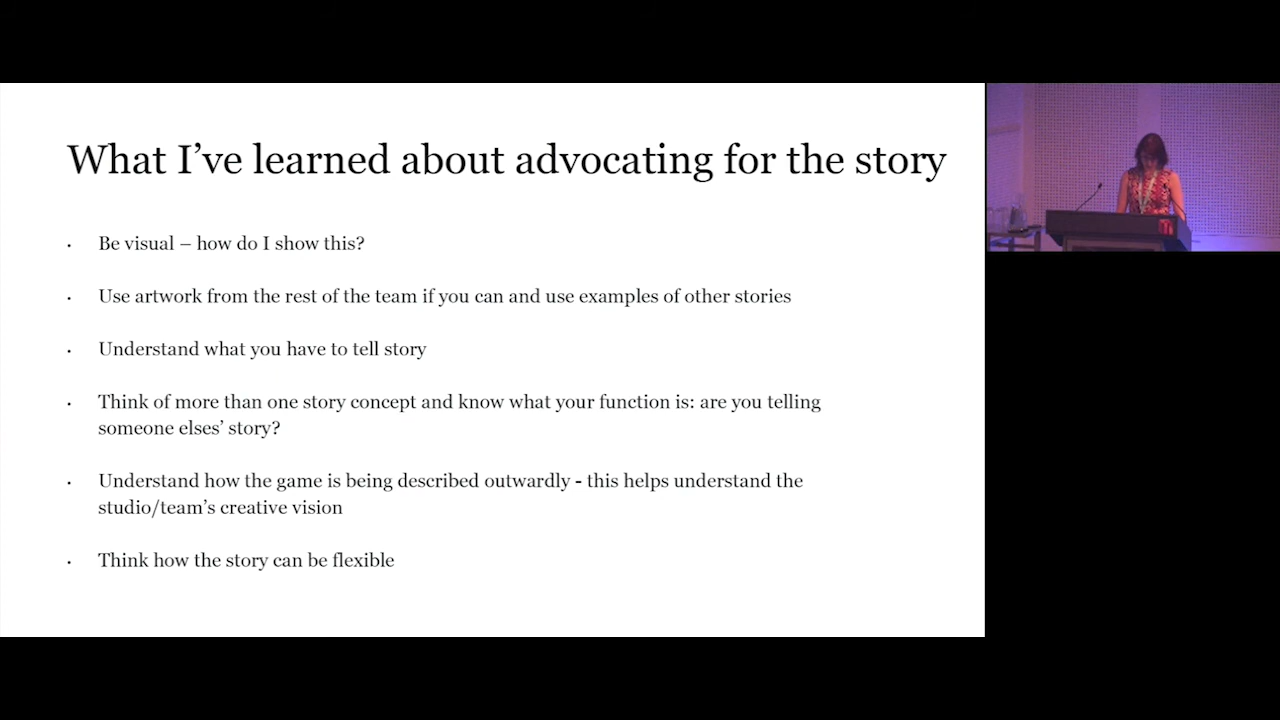 What I've learned about advocating for the story
• Be visual – how do I show this?
• Use artwork from the rest of the team if you can and use examples of other stories
• Understand what you have to tell story
• Think of more than one story concept and know what your function is: are you telling
someone elses' story?
• Understand how the game is being described outwardly - this helps understand the
studio/team's creative vision
• Think how the story can be flexible